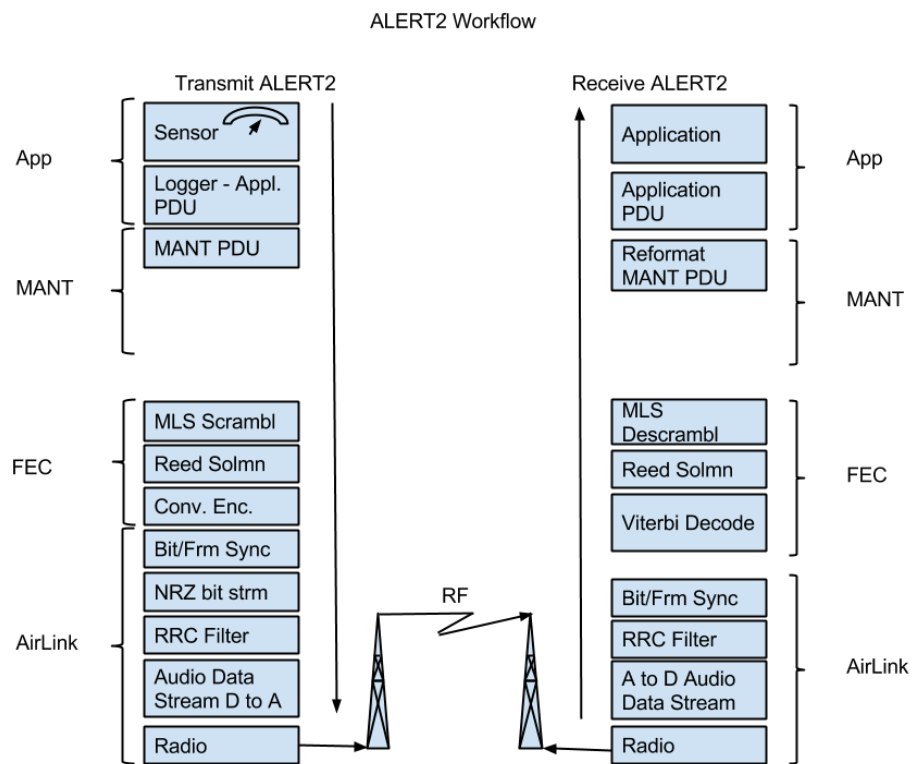 ALERT2 Workflow
Transmit ALERT2
Receive ALERT2
App
Sensor
Logger - Appl.
PDU
MANT
MANT PDU
FEC
MLS Scrambl
Reed Solmn
Conv. Enc.
AirLink
Bit/Frm Sync
NRZ bit strm
RRC Filter
Audio Data
Stream D to A
Radio
RF
Application
Application
PDU
App
Reformat
MANT PDU
MANT
MLS
Descrambl
Reed Solmn
Viterbi Decode
FEC
Bit/Frm Sync
RRC Filter
A to D Audio
Data Stream
Radio
AirLink